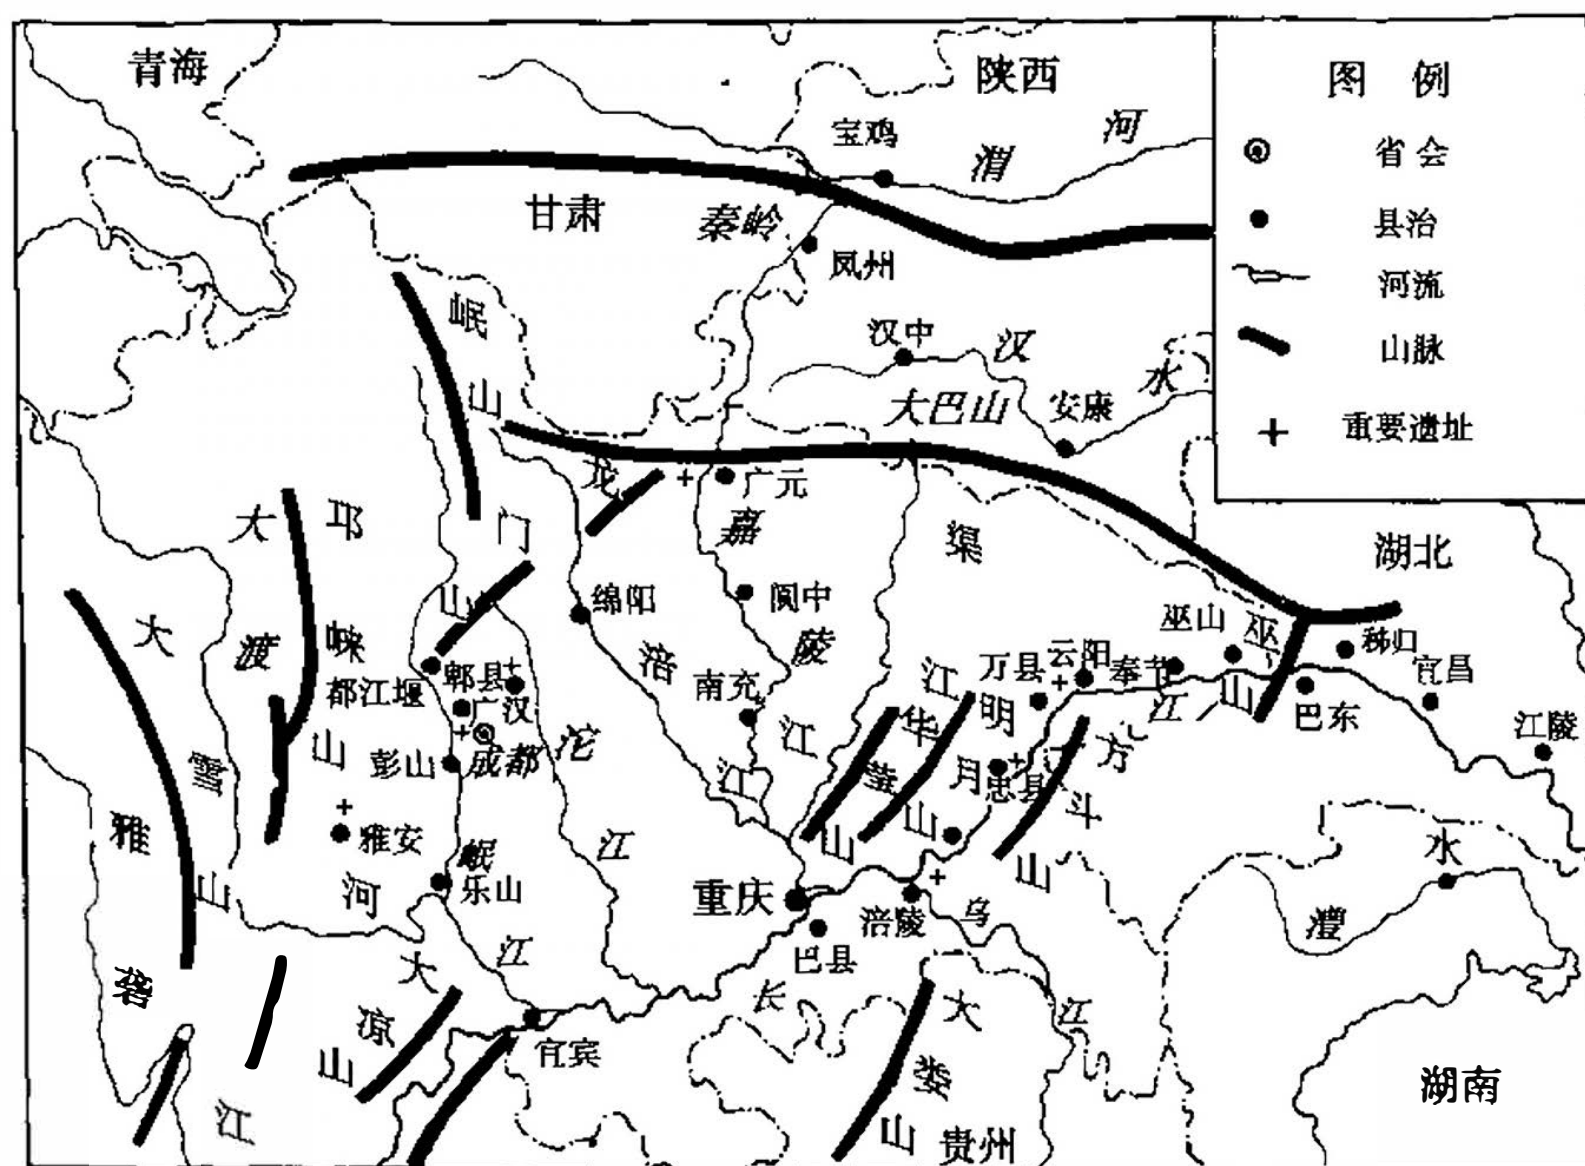 青海
陕西
图 例
宝鸡
渭河
省会
甘肃
秦岭
县治
凤州
河流
岷山
汉中
汉水
山脉
大巴山
安康
重要遗址
龙门山
广元
嘉陵江
渠江
湖北
大渡河
邛崃山
绵阳
阆中
大雪山
涪江
巫山
巫山
秭归
郫县
南充
万县
云阳
奉节
宜昌
都江堰
广汉
华蓥山
明月山
江
巴东
江陵
彭山
成都
沱江
方斗山
忠县
雅砻江
雅安
岷江
乐山
水
重庆
涪陵
乌江
澧
巴县
长
大凉山
大娄山
宜宾
湖南
贵州